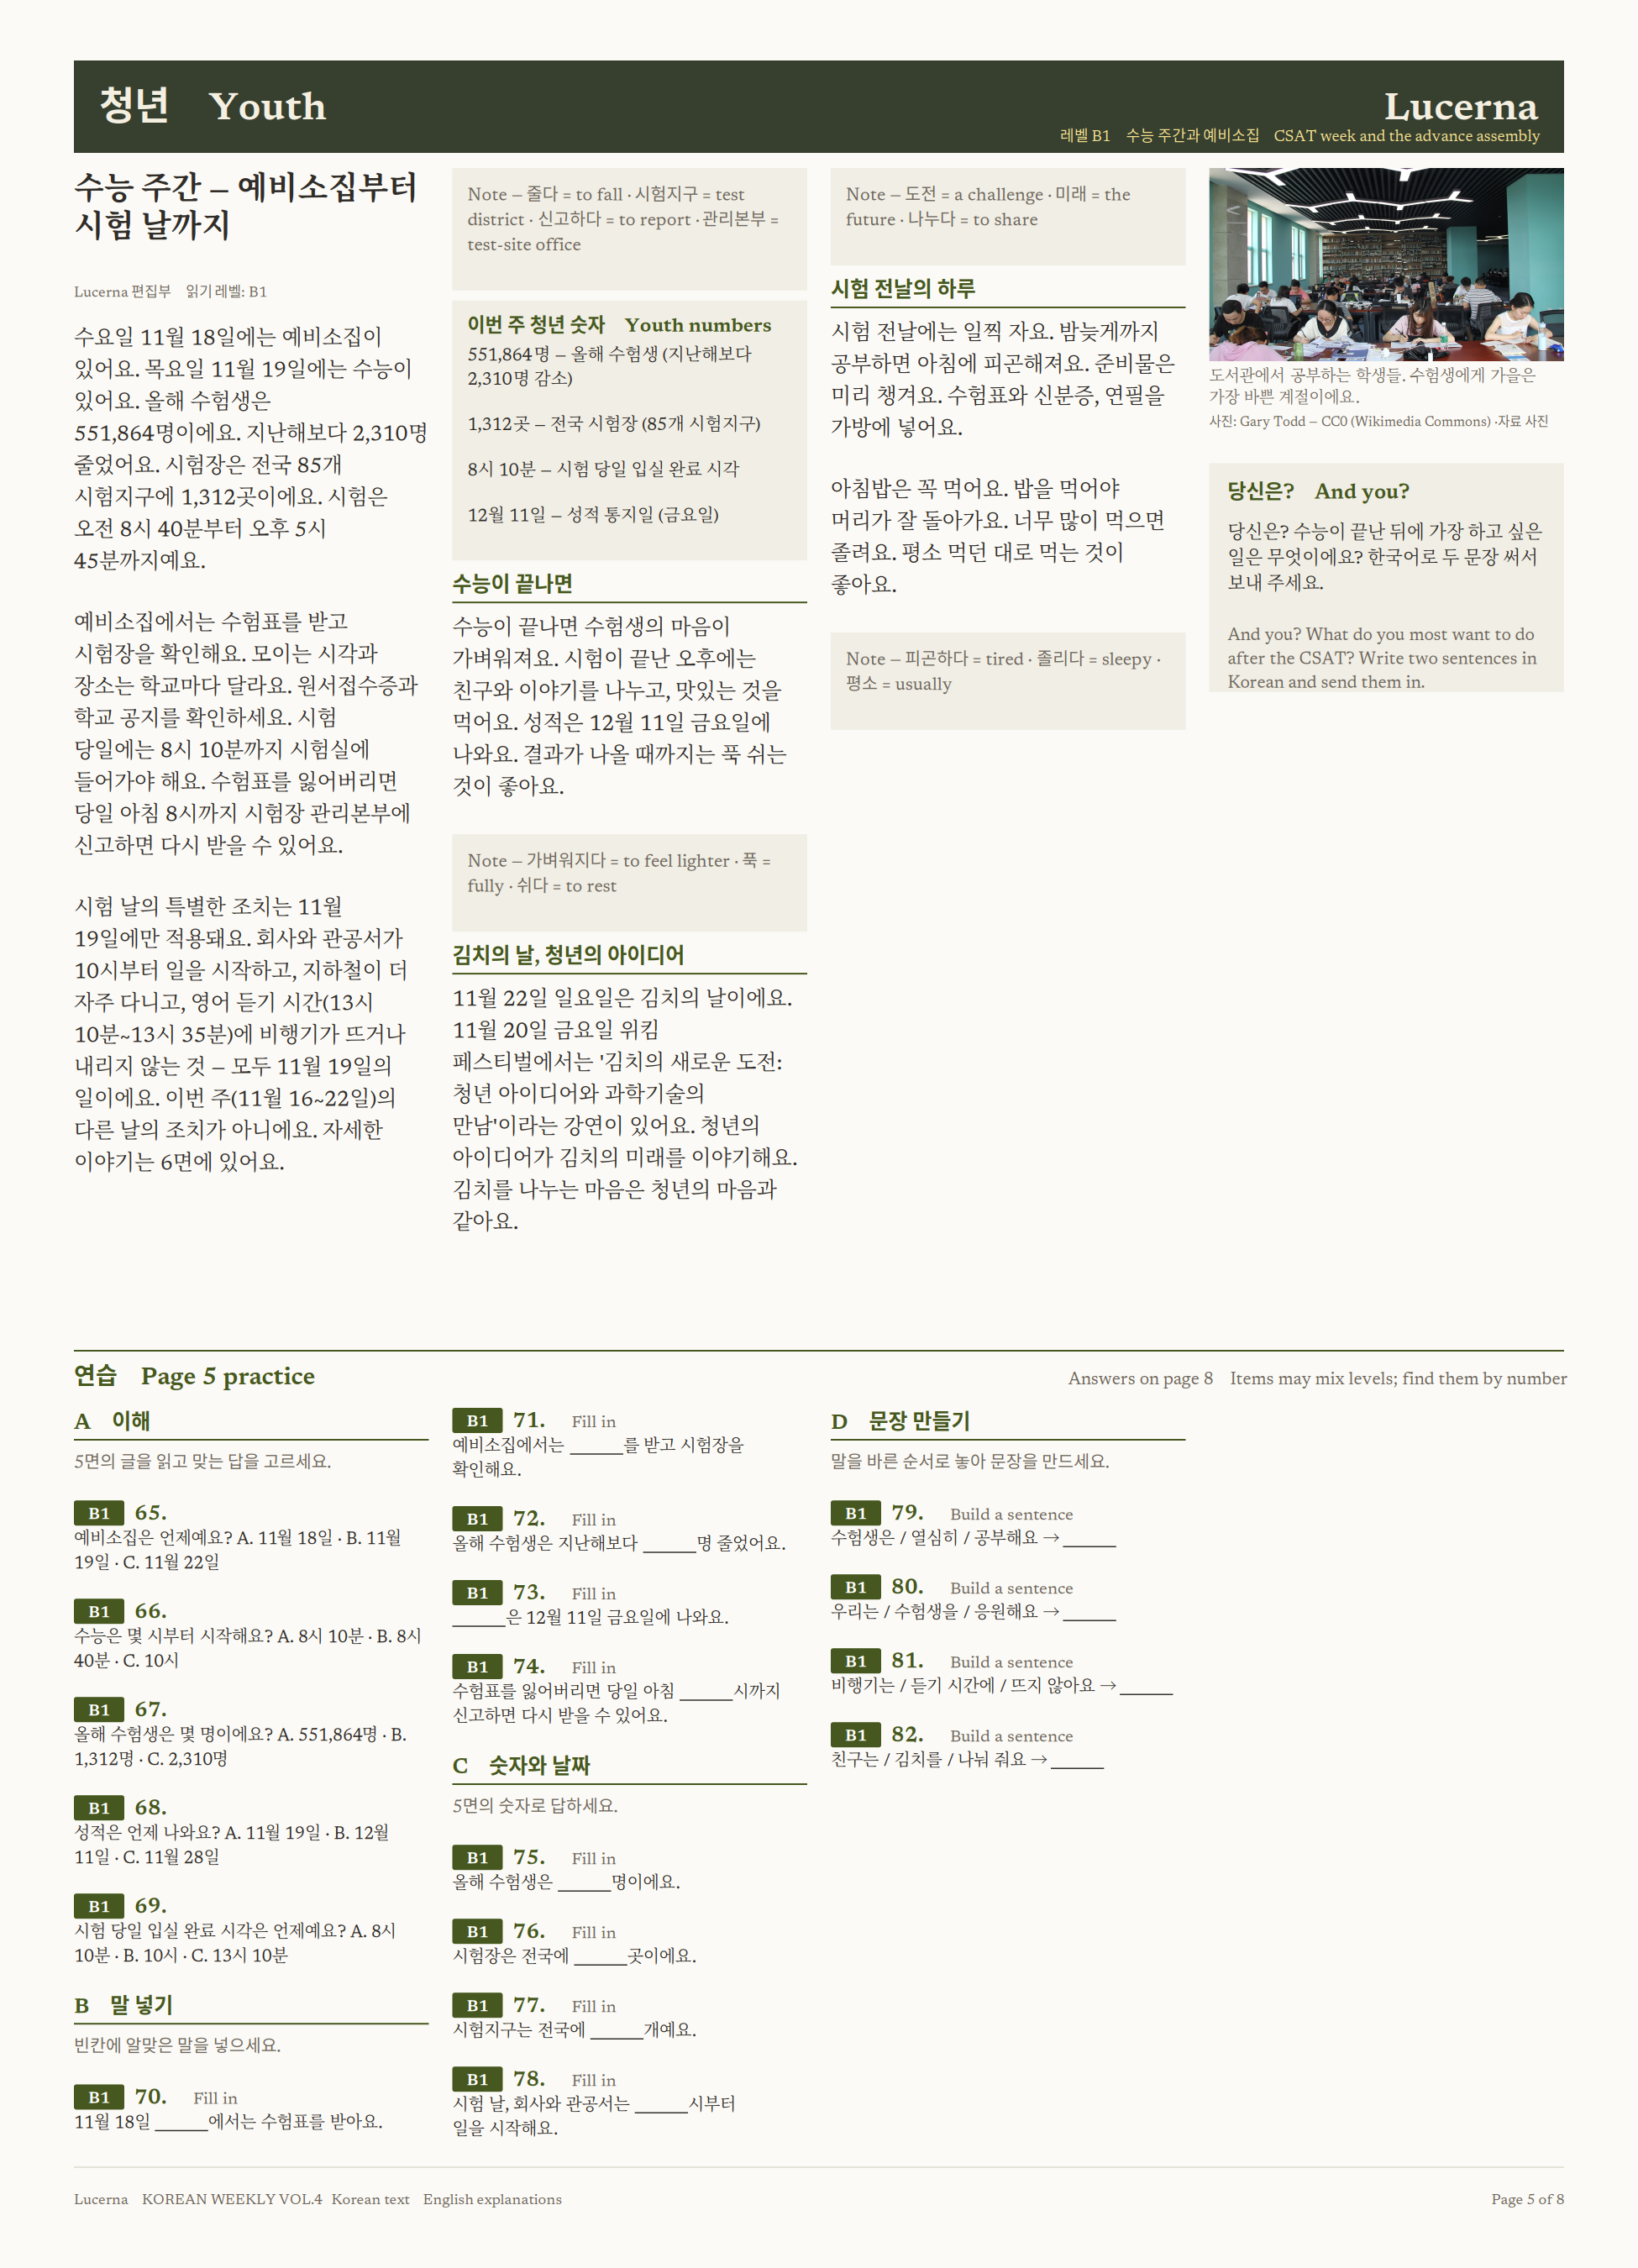 청년 Youth
Lucerna
레벨 B1 수능 주간과 예비소집 CSAT week and the advance assembly
수능 주간 – 예비소집부터
시험 날까지
Lucerna 편집부 읽기 레벨: B1
수요일 11월 18일에는 예비소집이
있어요. 목요일 11월 19일에는 수능이
있어요. 올해 수험생은
551,864명이에요. 지난해보다 2,310명
줄었어요. 시험장은 전국 85개
시험지구에 1,312곳이에요. 시험은
오전 8시 40분부터 오후 5시
45분까지예요.
예비소집에서는 수험표를 받고
시험장을 확인해요. 모이는 시각과
장소는 학교마다 달라요. 원서접수증과
학교 공지를 확인하세요. 시험
당일에는 8시 10분까지 시험실에
들어가야 해요. 수험표를 잃어버리면
당일 아침 8시까지 시험장 관리본부에
신고하면 다시 받을 수 있어요.
시험 날의 특별한 조치는 11월
19일에만 적용돼요. 회사와 관공서가
10시부터 일을 시작하고, 지하철이 더
자주 다니고, 영어 듣기 시간(13시
10분~13시 35분)에 비행기가 뜨거나
내리지 않는 것 – 모두 11월 19일의
일이에요. 이번 주(11월 16~22일)의
다른 날의 조치가 아니에요. 자세한
이야기는 6면에 있어요.
Note – 줄다 = to fall · 시험지구 = test
district · 신고하다 = to report · 관리본부 =
test-site office
이번 주 청년 숫자 Youth numbers
551,864명 – 올해 수험생 (지난해보다
2,310명 감소)
1,312곳 – 전국 시험장 (85개 시험지구)
8시 10분 – 시험 당일 입실 완료 시각
12월 11일 – 성적 통지일 (금요일)
수능이 끝나면
수능이 끝나면 수험생의 마음이
가벼워져요. 시험이 끝난 오후에는
친구와 이야기를 나누고, 맛있는 것을
먹어요. 성적은 12월 11일 금요일에
나와요. 결과가 나올 때까지는 푹 쉬는
것이 좋아요.
Note – 가벼워지다 = to feel lighter · 푹 =
fully · 쉬다 = to rest
김치의 날, 청년의 아이디어
11월 22일 일요일은 김치의 날이에요.
11월 20일 금요일 위킴
페스티벌에서는 '김치의 새로운 도전:
청년 아이디어와 과학기술의
만남'이라는 강연이 있어요. 청년의
아이디어가 김치의 미래를 이야기해요.
김치를 나누는 마음은 청년의 마음과
같아요.
Note – 도전 = a challenge · 미래 = the
future · 나누다 = to share
시험 전날의 하루
시험 전날에는 일찍 자요. 밤늦게까지
공부하면 아침에 피곤해져요. 준비물은
미리 챙겨요. 수험표와 신분증, 연필을
가방에 넣어요.
아침밥은 꼭 먹어요. 밥을 먹어야
머리가 잘 돌아가요. 너무 많이 먹으면
졸려요. 평소 먹던 대로 먹는 것이
좋아요.
Note – 피곤하다 = tired · 졸리다 = sleepy ·
평소 = usually
도서관에서 공부하는 학생들. 수험생에게 가을은
가장 바쁜 계절이에요.
사진: Gary Todd – CC0 (Wikimedia Commons) ·자료 사진
당신은? And you?
당신은? 수능이 끝난 뒤에 가장 하고 싶은
일은 무엇이에요? 한국어로 두 문장 써서
보내 주세요.
And you? What do you most want to do
after the CSAT? Write two sentences in
Korean and send them in.
연습 Page 5 practice
Answers on page 8 Items may mix levels; find them by number
A 이해
5면의 글을 읽고 맞는 답을 고르세요.
B1 65.
예비소집은 언제예요? A. 11월 18일 · B. 11월
19일 · C. 11월 22일
B1 66.
수능은 몇 시부터 시작해요? A. 8시 10분 · B. 8시
40분 · C. 10시
B1 67.
올해 수험생은 몇 명이에요? A. 551,864명 · B.
1,312명 · C. 2,310명
B1 68.
성적은 언제 나와요? A. 11월 19일 · B. 12월
11일 · C. 11월 28일
B1 69.
시험 당일 입실 완료 시각은 언제예요? A. 8시
10분 · B. 10시 · C. 13시 10분
B 말 넣기
빈칸에 알맞은 말을 넣으세요.
B1 70. Fill in
11월 18일 ______에서는 수험표를 받아요.
B1 71. Fill in
예비소집에서는 ______를 받고 시험장을
확인해요.
B1 72. Fill in
올해 수험생은 지난해보다 ______명 줄었어요.
B1 73. Fill in
______은 12월 11일 금요일에 나와요.
B1 74. Fill in
수험표를 잃어버리면 당일 아침 ______시까지
신고하면 다시 받을 수 있어요.
C 숫자와 날짜
5면의 숫자로 답하세요.
B1 75. Fill in
올해 수험생은 ______명이에요.
B1 76. Fill in
시험장은 전국에 ______곳이에요.
B1 77. Fill in
시험지구는 전국에 ______개예요.
B1 78. Fill in
시험 날, 회사와 관공서는 ______시부터
일을 시작해요.
D 문장 만들기
말을 바른 순서로 놓아 문장을 만드세요.
B1 79. Build a sentence
수험생은 / 열심히 / 공부해요 → ______
B1 80. Build a sentence
우리는 / 수험생을 / 응원해요 → ______
B1 81. Build a sentence
비행기는 / 듣기 시간에 / 뜨지 않아요 → ______
B1 82. Build a sentence
친구는 / 김치를 / 나눠 줘요 → ______
Lucerna KOREAN WEEKLY VOL.4 Korean text English explanations
Page 5 of 8